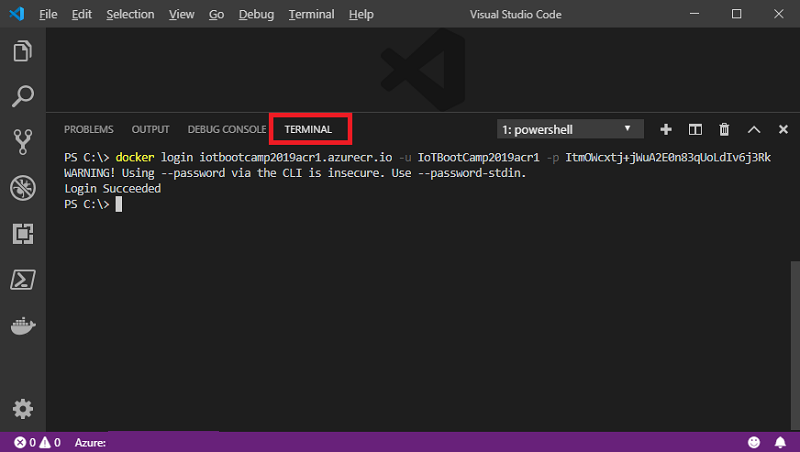 File Edit Selection View Go Debug Terminal Help Visual Studio Code
PROBLEMS OUTPUT DEBUG CONSOLE TERMINAL 1: powershell
PS C:\> docker login iotbootcamp2019acr1.azurecr.io -u IoTBootCamp2019acr1 -p ItmOWcxtj+jWuA2E0n83qUoLdIv6j3Rk
WARNING! Using --password via the CLI is insecure. Use --password-stdin.
Login Succeeded
PS C:\>
0 0 Azure: